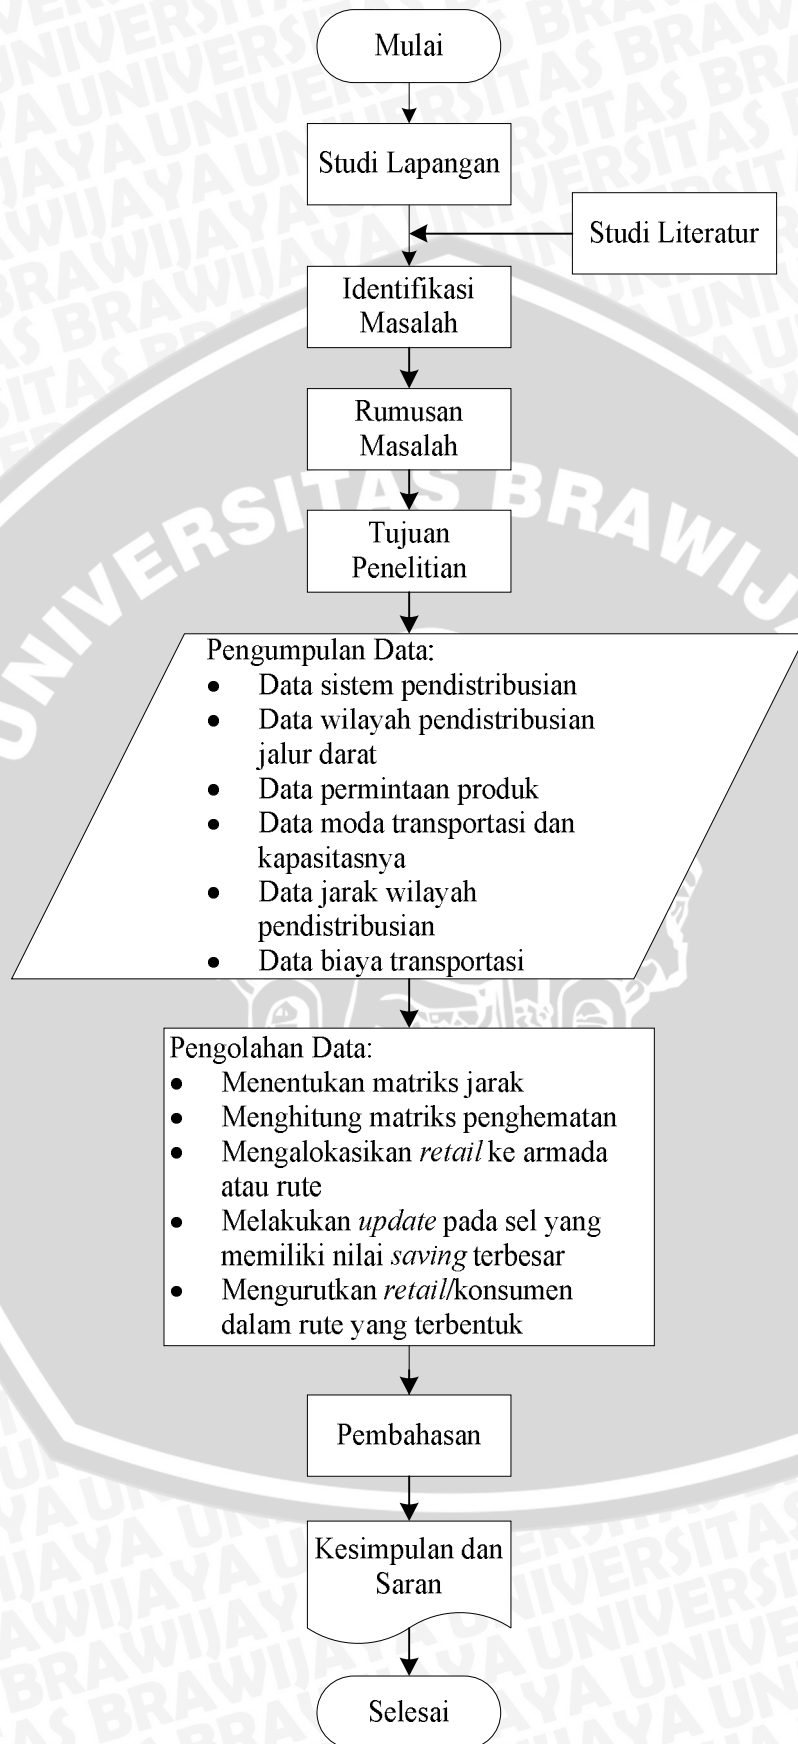 Mulai
Studi Lapangan
Studi Literatur
Identifikasi
Masalah
Rumusan
Masalah
Tujuan
Penelitian
Pengumpulan Data:
• Data sistem pendistribusian
• Data wilayah pendistribusian
jalur darat
• Data permintaan produk
• Data moda transportasi dan
kapasitasnya
• Data jarak wilayah
pendistribusian
• Data biaya transportasi
Pengolahan Data:
• Menentukan matriks jarak
• Menghitung matriks penghematan
• Mengalokasikan retail ke armada
atau rute
• Melakukan update pada sel yang
memiliki nilai saving terbesar
• Mengurutkan retail/konsumen
dalam rute yang terbentuk
Pembahasan
Kesimpulan dan
Saran
Selesai
UNIVERSITAS BRAWIJ